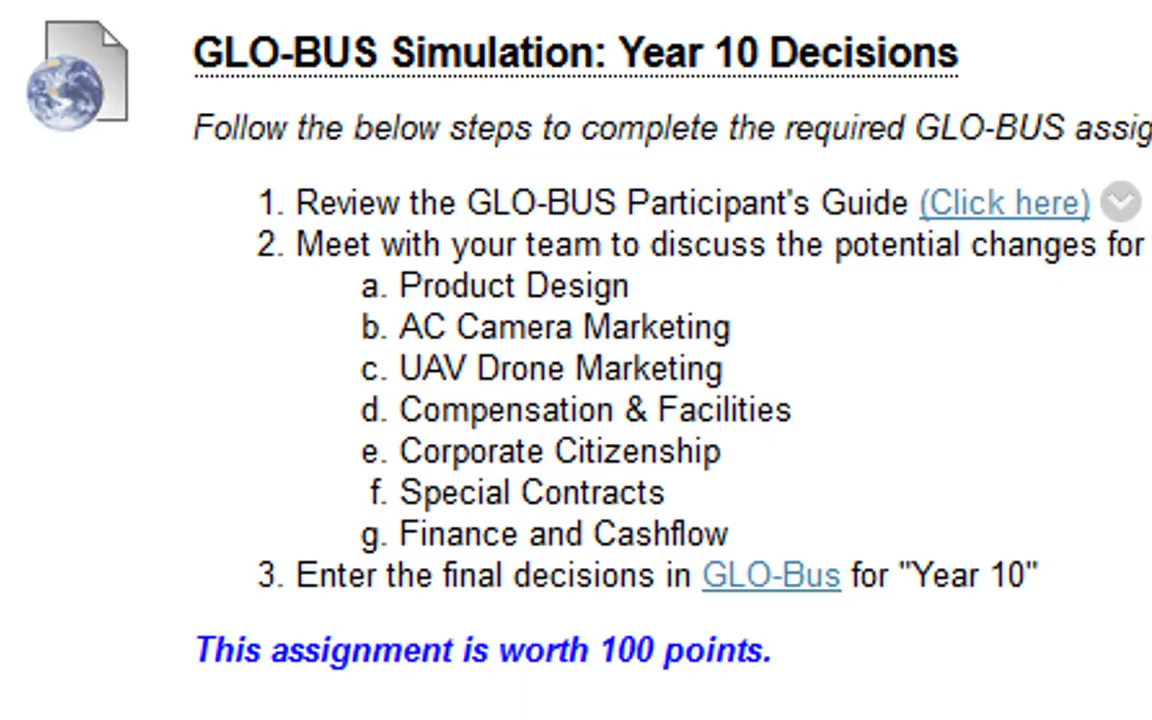 GLO-BUS Simulation: Year 10 Decisions
Follow the below steps to complete the required GLO-BUS
1. Review the GLO-BUS Participant's Guide (Click here)
2. Meet with your team to discuss the potential changes for
a. Product Design
b. AC Camera Marketing
c. UAV Drone Marketing
d. Compensation & Facilities
e. Corporate Citizenship
f. Special Contracts
g. Finance and Cashflow
3. Enter the final decisions in GLO-Bus for "Year 10"
This assignment is worth 100 points.